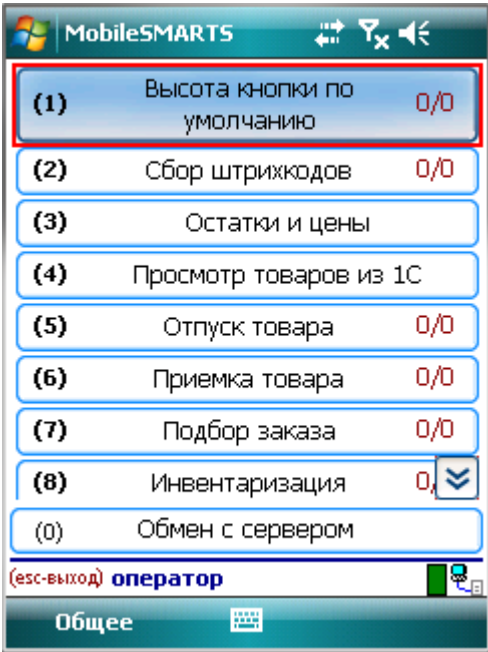 MobileSMARTS
(1) Высота кнопки по 0/0
умолчанию
(2) Сбор штрихкодов 0/0
(3) Остатки и цены
(4) Просмотр товаров из 1С
(5) Отпуск товара 0/0
(6) Приемка товара 0/0
(7) Подбор заказа 0/0
(8) Инвентаризация 0/
(0) Обмен с сервером
(esc-выход) оператор
Общее